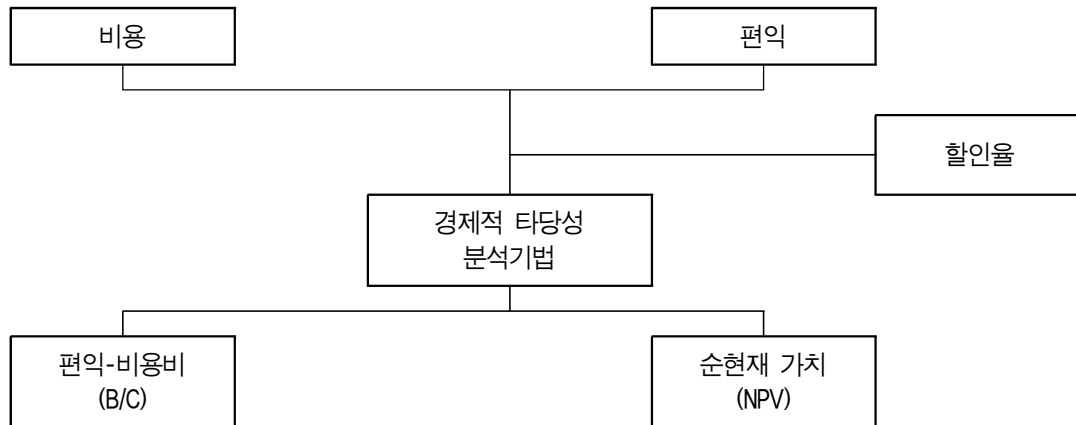 비용
편익
할인율
경제적 타당성
분석기법
편익-비용비
(B/C)
순현재 가치
(NPV)